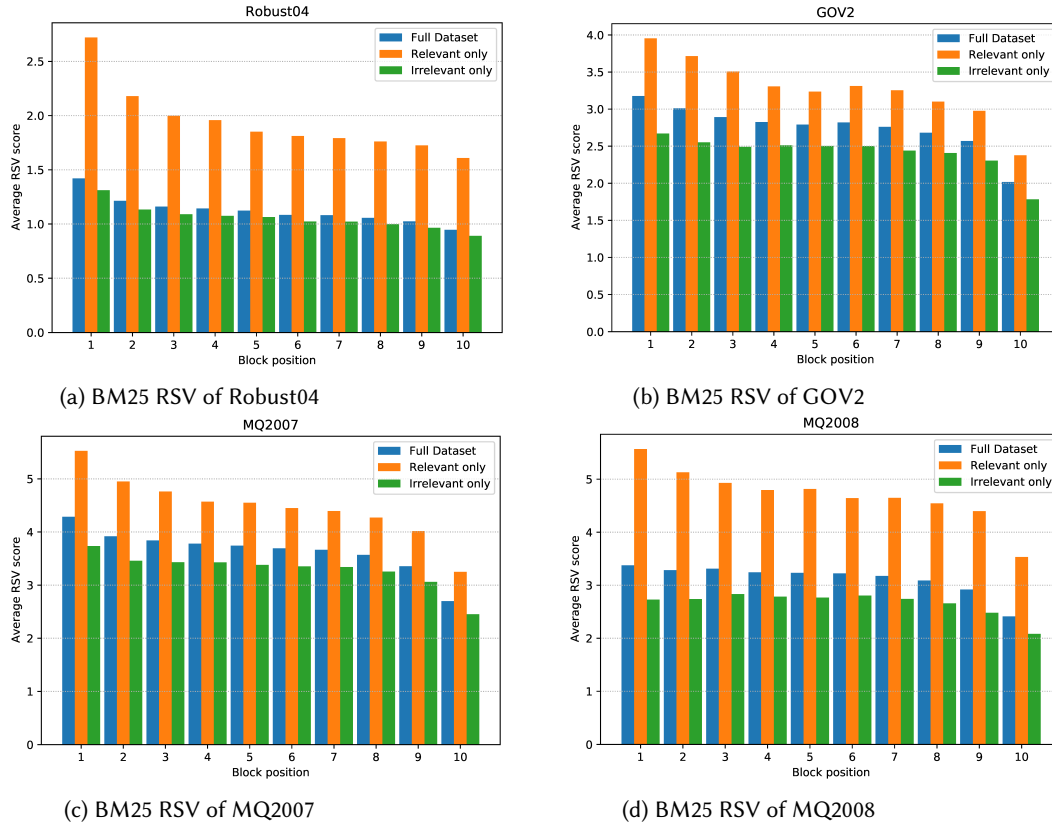 Robust04
Full Dataset
Relevant only
Irrelevant only
Average RSV score
2.5
2.0
1.5
1.0
0.5
0.0
1 2 3 4 5 6 7 8 9 10
Block position
(a) BM25 RSV of Robust04
GOV2
Full Dataset
Relevant only
Irrelevant only
Average RSV score
4.0
3.5
3.0
2.5
2.0
1.5
1.0
0.5
0.0
1 2 3 4 5 6 7 8 9 10
Block position
(b) BM25 RSV of GOV2
MQ2007
Full Dataset
Relevant only
Irrelevant only
Average RSV score
5
4
3
2
1
0
1 2 3 4 5 6 7 8 9 10
Block position
(c) BM25 RSV of MQ2007
MQ2008
Full Dataset
Relevant only
Irrelevant only
Average RSV score
5
4
3
2
1
0
1 2 3 4 5 6 7 8 9 10
Block position
(d) BM25 RSV of MQ2008